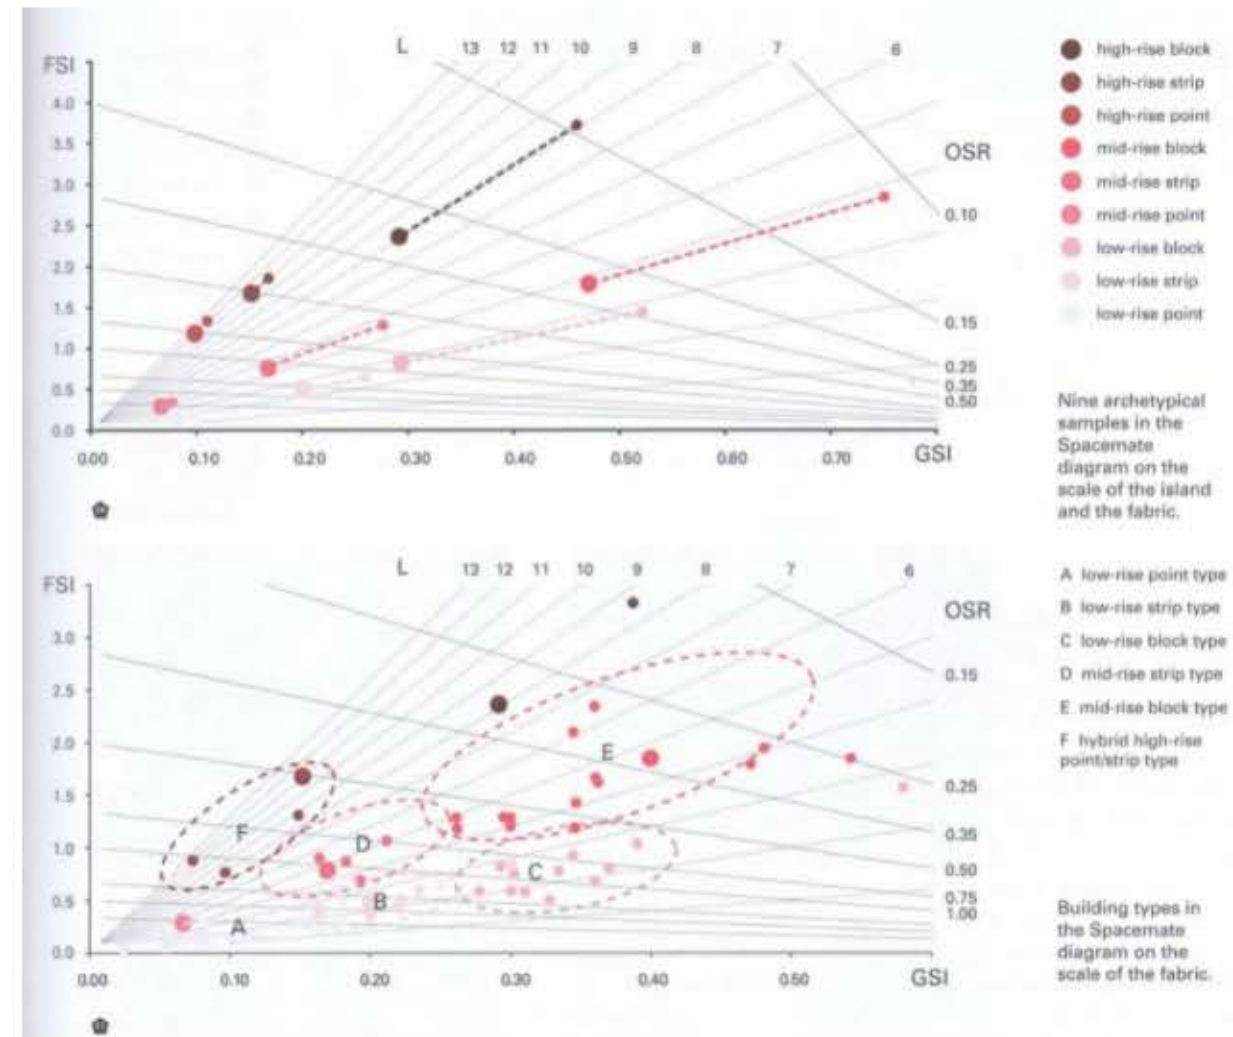 L 13 12 11 10 9 8 7 6
FSI
4.0
3.5
3.0
2.5
2.0
1.5
1.0
0.5
0.0
OSR
0.10
0.15
0.25
0.35
0.50
0.00 0.10 0.20 0.30 0.40 0.50 0.60 0.70 GSI
high-rise block
high-rise strip
high-rise point
mid-rise block
mid-rise strip
mid-rise point
low-rise block
low-rise strip
low-rise point
Nine archetypical
samples in the
Spacemate
diagram on the
scale of the island
and the fabric.
L 13 12 11 10 9 8 7 6
FSI
3.0
2.5
2.0
1.5
1.0
0.5
0.0
OSR
0.15
0.25
0.35
0.50
0.75
1.00
E
F
D
C
B
A
0.00 0.10 0.20 0.30 0.40 0.50 GSI
A low-rise point type
B low-rise strip type
C low-rise block type
D mid-rise strip type
E mid-rise block type
F hybrid high-rise
point/strip type
Building types in
the Spacemate
diagram on the
scale of the fabric.